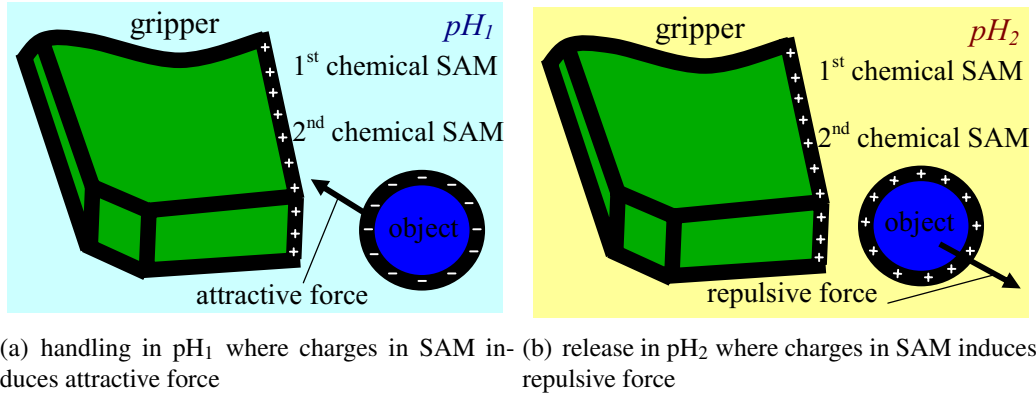 gripper
pH1
1st chemical SAM
2nd chemical SAM
object
attractive force
gripper
pH2
1st chemical SAM
2nd chemical SAM
object
repulsive force
(a) handling in pH1 where charges in SAM in-
duces attractive force
(b) release in pH2 where charges in SAM induces
repulsive force